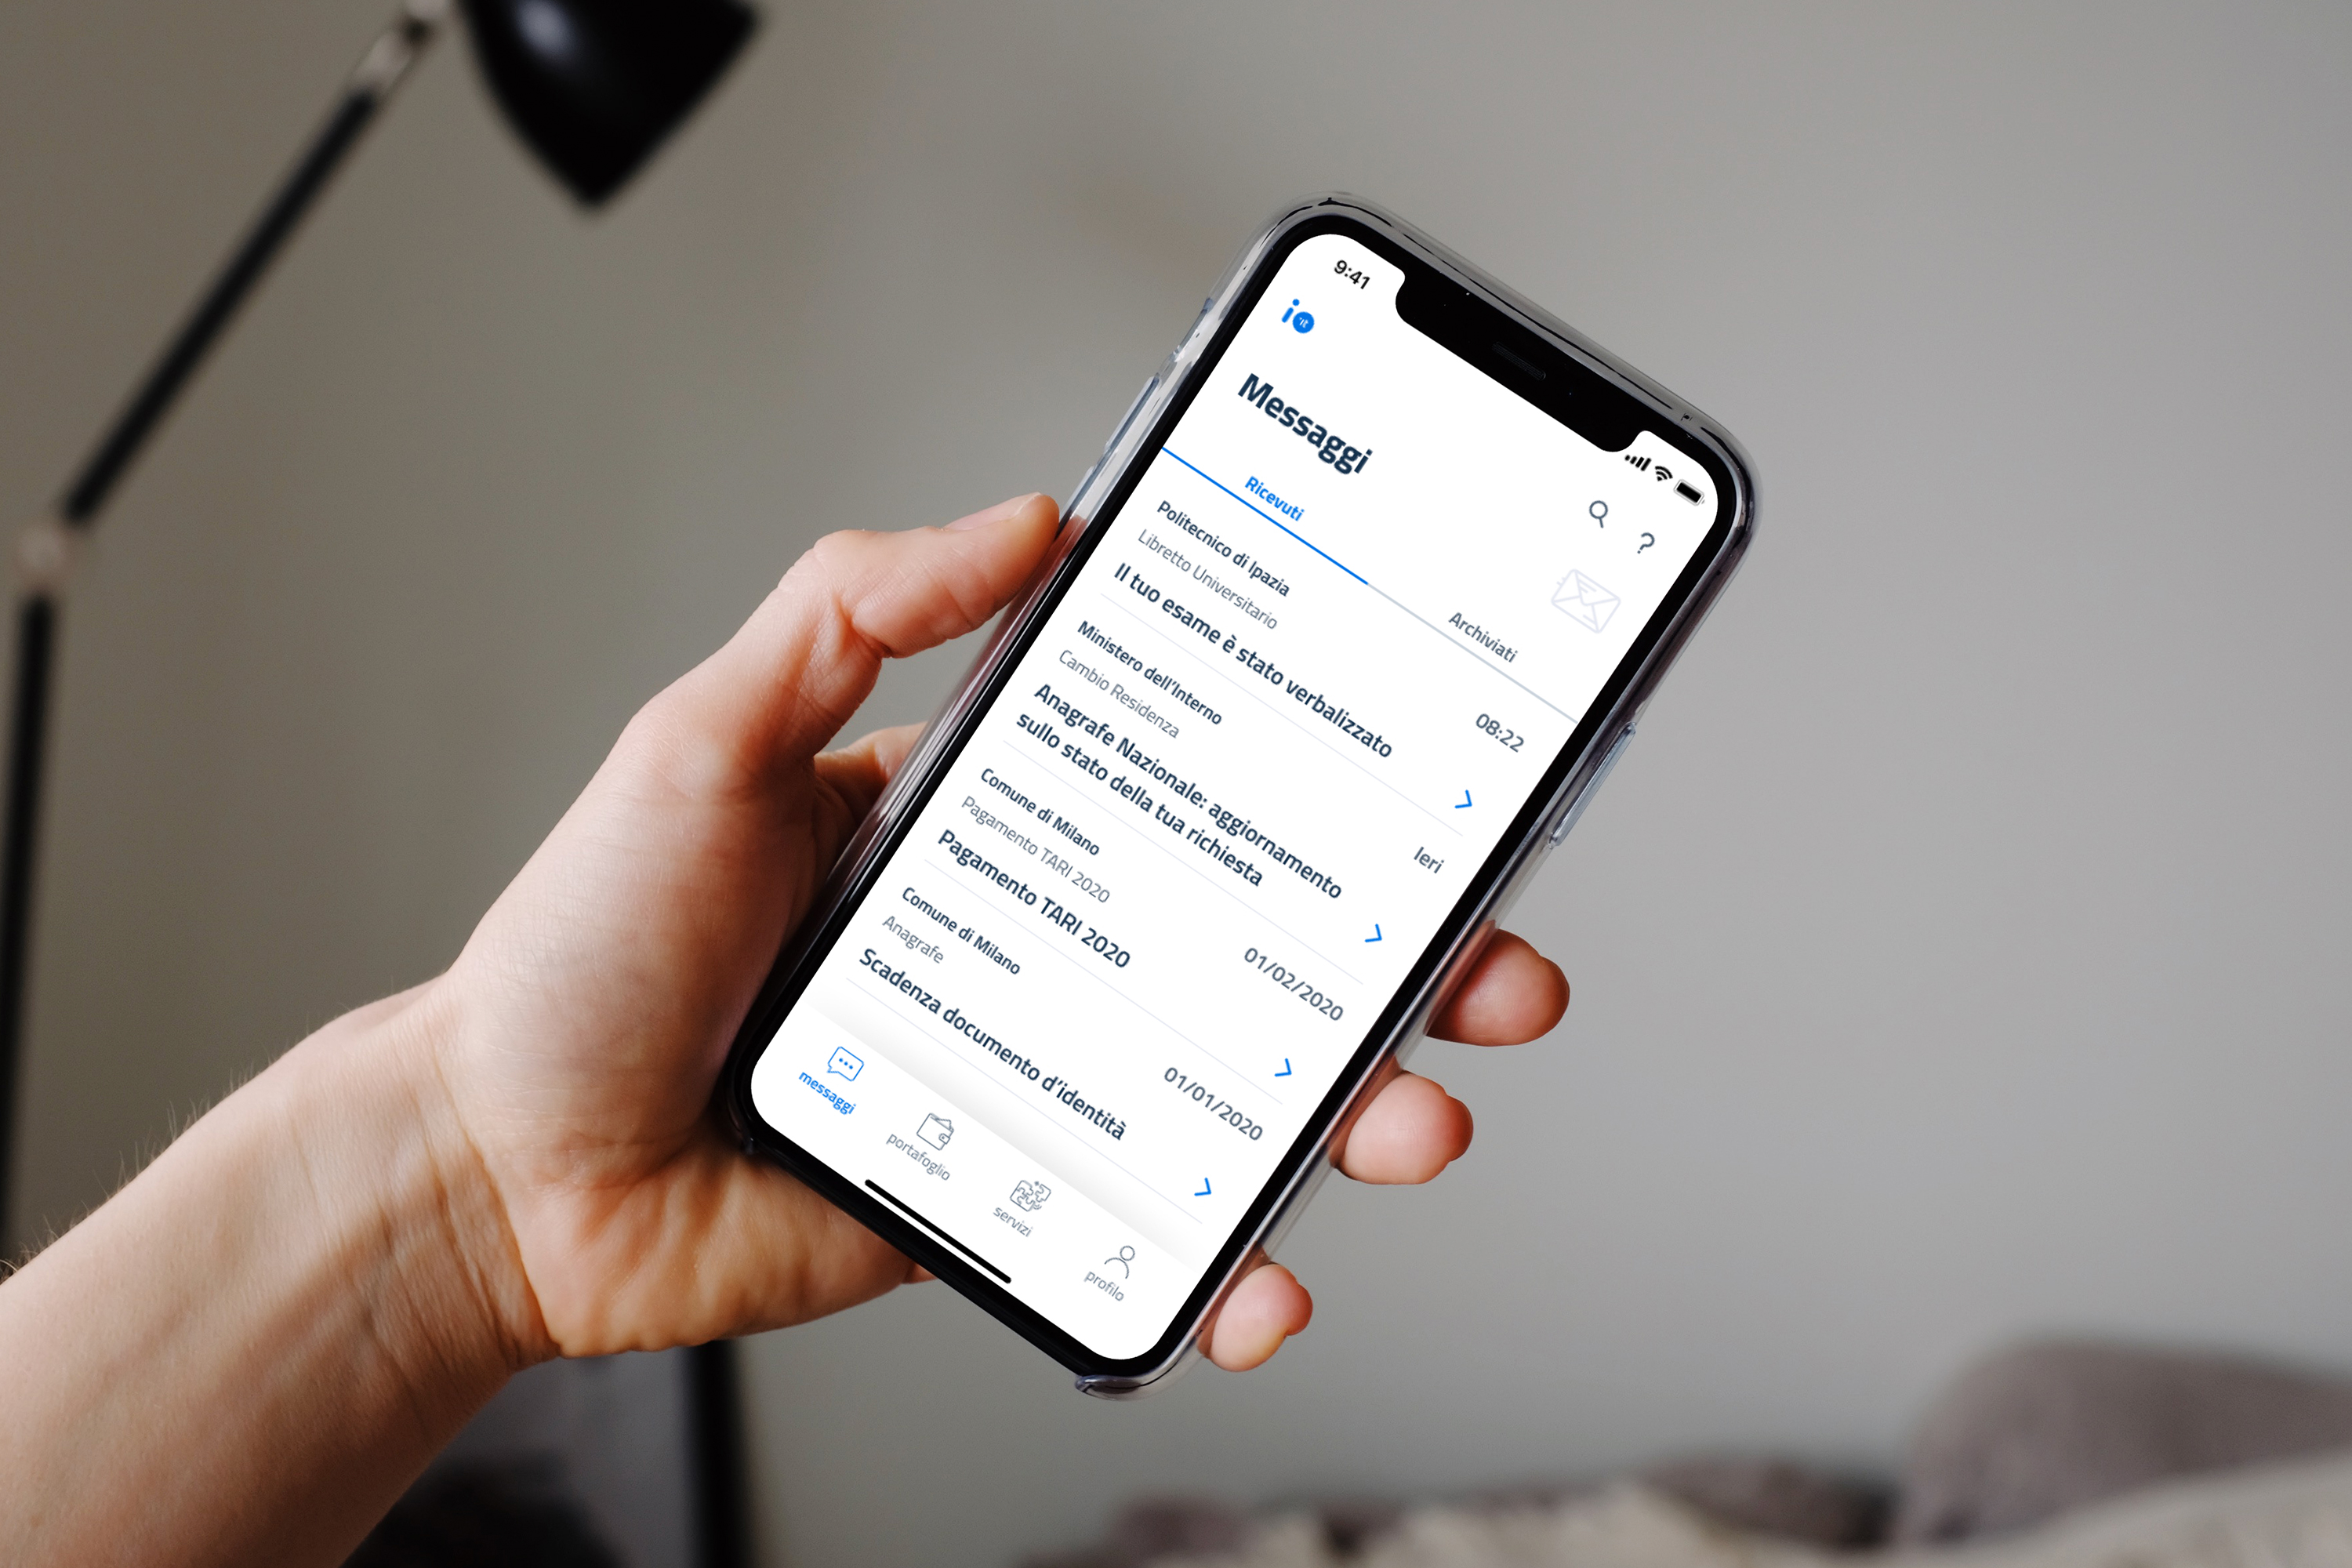 9:41
io
'it
Messaggi
Ricevuti
Archiviati
Politecnico di Ipazia
08:22
Libretto Universitario
Il tuo esame è stato verbalizzato
Ministero dell'Interno
Ieri
Cambio Residenza
Anagrafe Nazionale: aggiornamento
sullo stato della tua richiesta
Comune di Milano
01/02/2020
Pagamento TARI 2020
Pagamento TARI 2020
Comune di Milano
01/01/2020
Anagrafe
Scadenza documento d'identità
messaggi
portafoglio
servizi
profilo